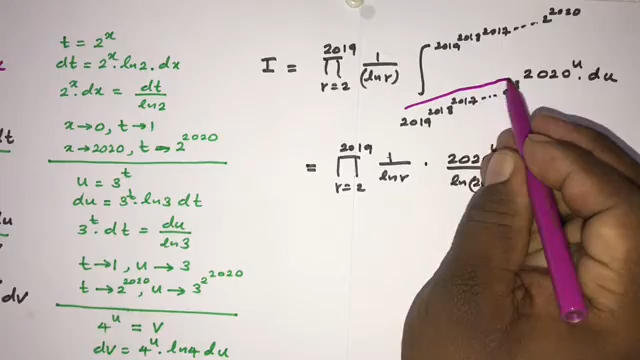 t = 2^x
dt = 2^x . ln2 . dx
2^x . dx = dt/ln2
x→0, t→1
x→2020, t→2^2020
u = 3^t
du = 3^t . ln3 dt
3^t . dt = du/ln3
t→1, u→3
t→2^2020, u→3^2^2020
4^u = v
dv = 4^u . ln4 du
dv
I = ∏_{r=2}^{2019} 1/(ln r) ∫ 2019^2018^2017^.....2^2020
2019^2018^2017 ... 2020^u . du
= ∏_{r=2}^{2019} 1/ln r .